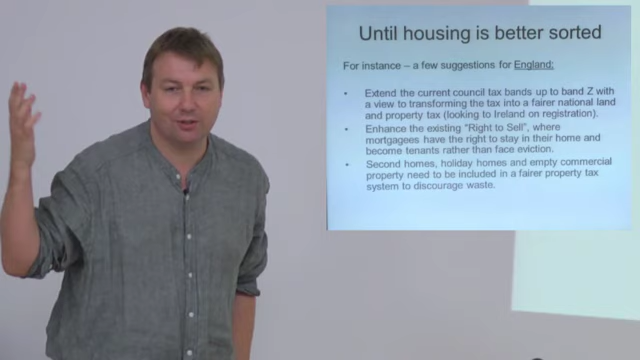 Until housing is better sorted
For instance – a few suggestions for England:
• Extend the current council tax bands up to band Z with
a view to transforming the tax into a fairer national land
and property tax (looking to Ireland on registration).
• Enhance the existing "Right to Sell", where
mortgagees have the right to stay in their home and
become tenants rather than face eviction.
• Second homes, holiday homes and empty commercial
property need to be included in a fairer property tax
system to discourage waste.